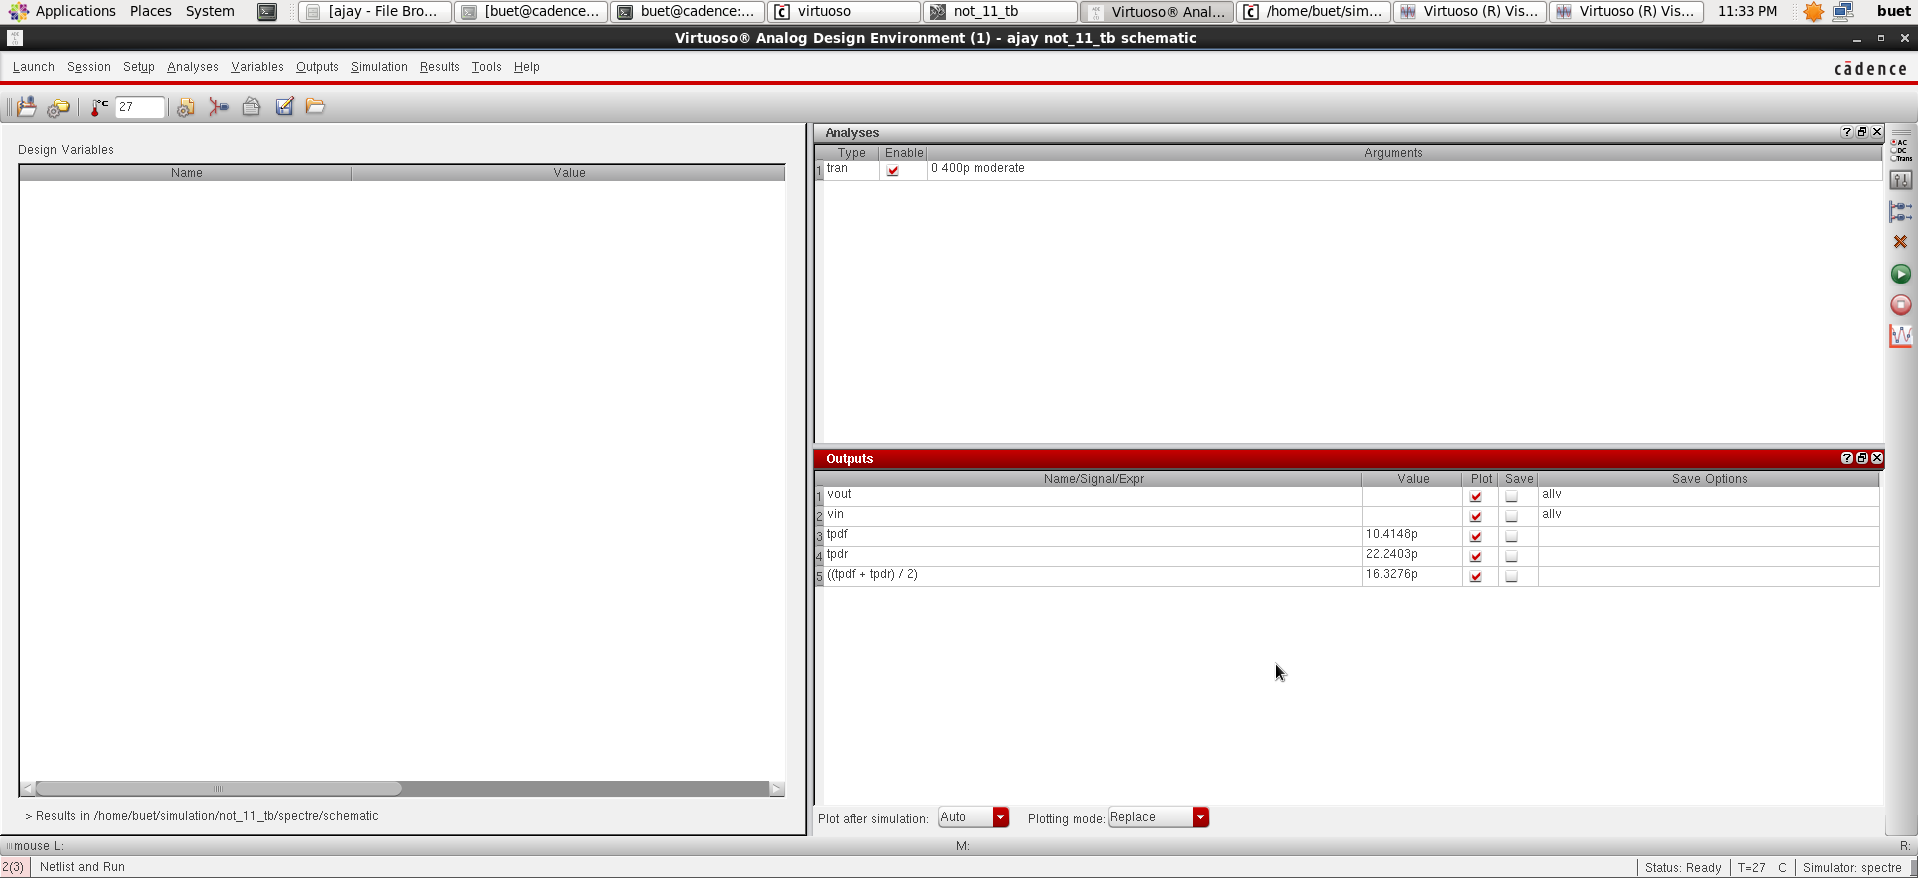 Applications Places System [ajay - File Bro... [buet@cadence... buet@cadence:... virtuoso not_11_tb Virtuoso® Anal... /home/buet/sim... Virtuoso (R) Vis... Virtuoso (R) Vis... 11:33 PM buet
Virtuoso® Analog Design Environment (1) - ajay not_11_tb schematic
Launch Session Setup Analyses Variables Outputs Simulation Results Tools Help cādence
°C 27
Design Variables
Name Value
> Results in /home/buet/simulation/not_11_tb/spectre/schematic
Analyses
Type Enable Arguments
1 tran 0 400p moderate
Outputs
Name/Signal/Expr Value Plot Save Save Options
1 vout allv
2 vin allv
3 tpdf 10.4148p
4 tpdr 22.2403p
5 ((tpdf + tpdr) / 2) 16.3276p
Plot after simulation: Auto Plotting mode: Replace
AC
DC
Trans
mouse L: M: R:
2(3) Netlist and Run Status: Ready T=27 C Simulator: spectre